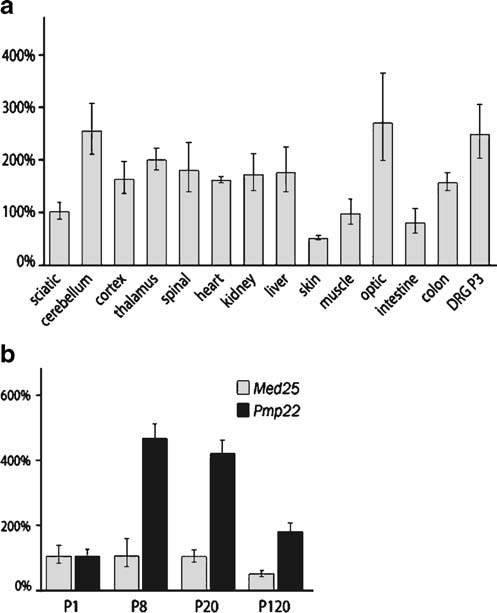 a
400%
300%
200%
100%
0%
sciatic
cerebellum
cortex
thalamus
spinal
heart
kidney
liver
skin
muscle
optic
intestine
colon
DRG P3
b
Med25
Pmp22
600%
400%
200%
0%
P1 P8 P20 P120